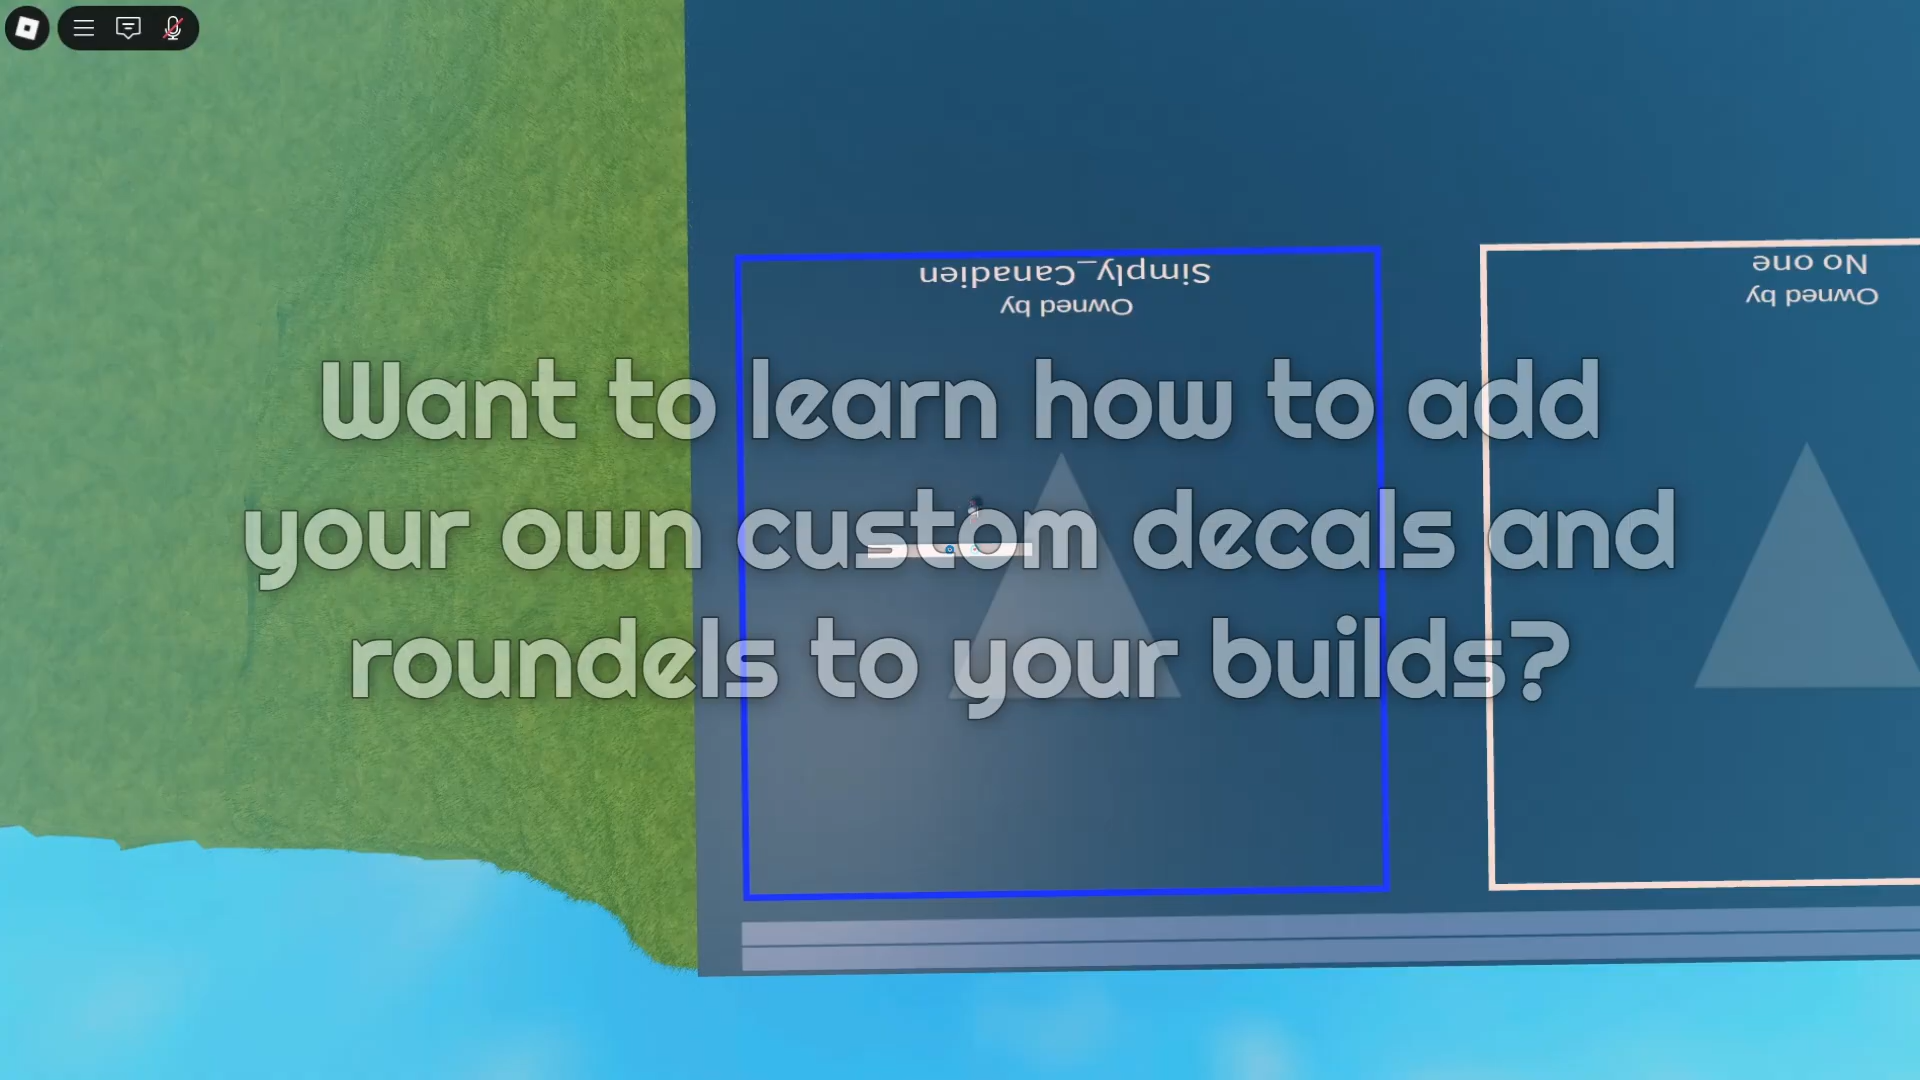 Simply_Canadien
Owned by
No one
Owned by
Want to learn how to add
your own custom decals and
roundels to your builds?